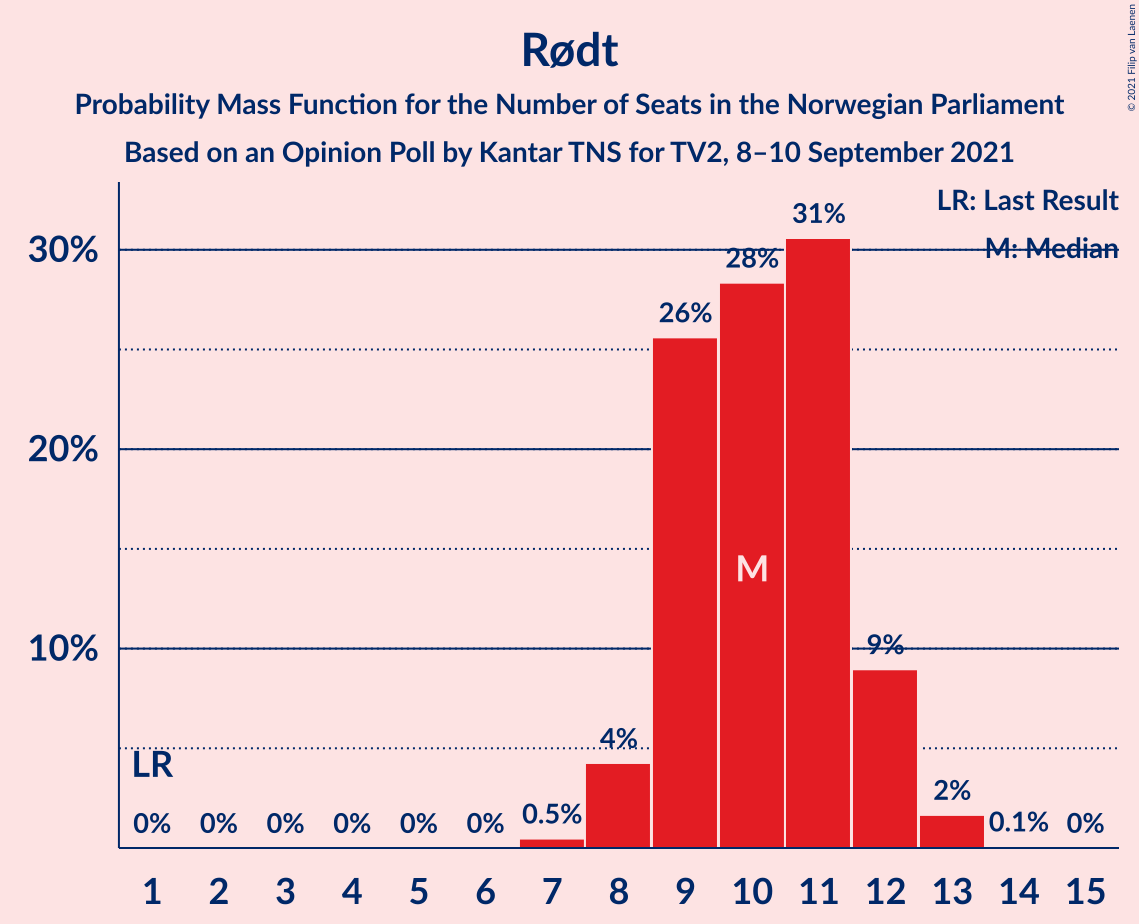 Rødt
Probability Mass Function for the Number of Seats in the Norwegian Parliament
Based on an Opinion Poll by Kantar TNS for TV2, 8–10 September 2021
© 2021 Filip van Laenen
LR: Last Result
M: Median
30%
20%
10%
LR
M
0% 0% 0% 0% 0% 0% 0.5% 4% 26% 28% 31% 9% 2% 0.1% 0%
1 2 3 4 5 6 7 8 9 10 11 12 13 14 15